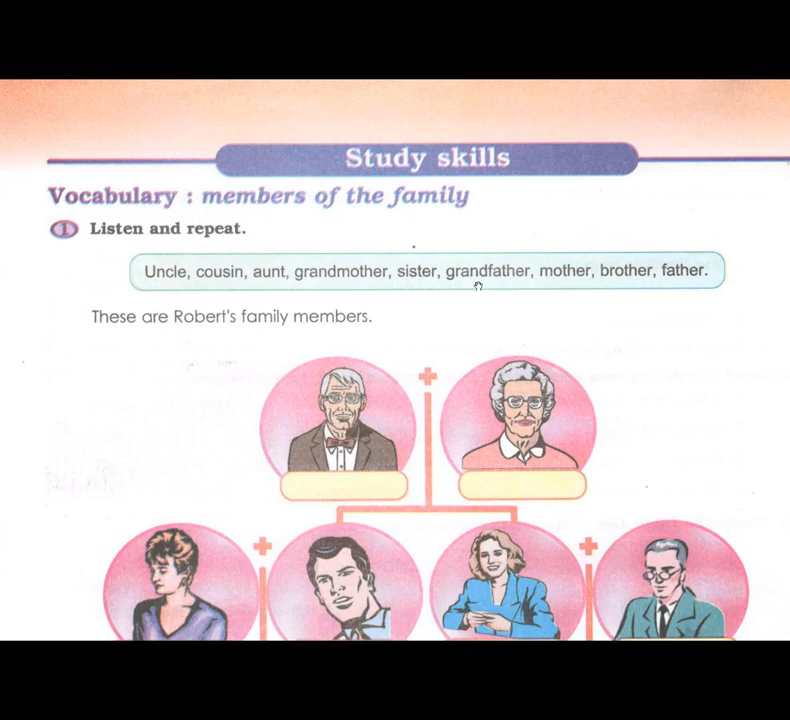 Study skills
Vocabulary : members of the family
1 Listen and repeat.
Uncle, cousin, aunt, grandmother, sister, grandfather, mother, brother, father.
These are Robert's family members.